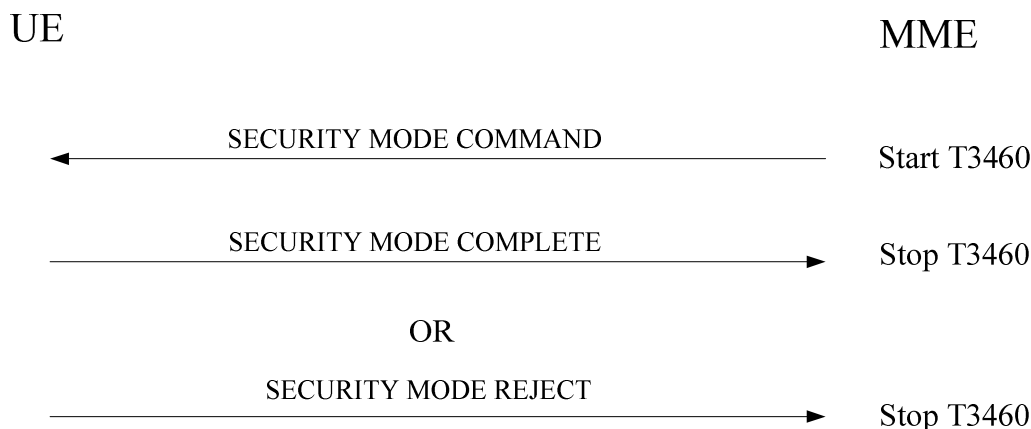 UE
MME
SECURITY MODE COMMAND
Start T3460
SECURITY MODE COMPLETE
Stop T3460
OR
SECURITY MODE REJECT
Stop T3460